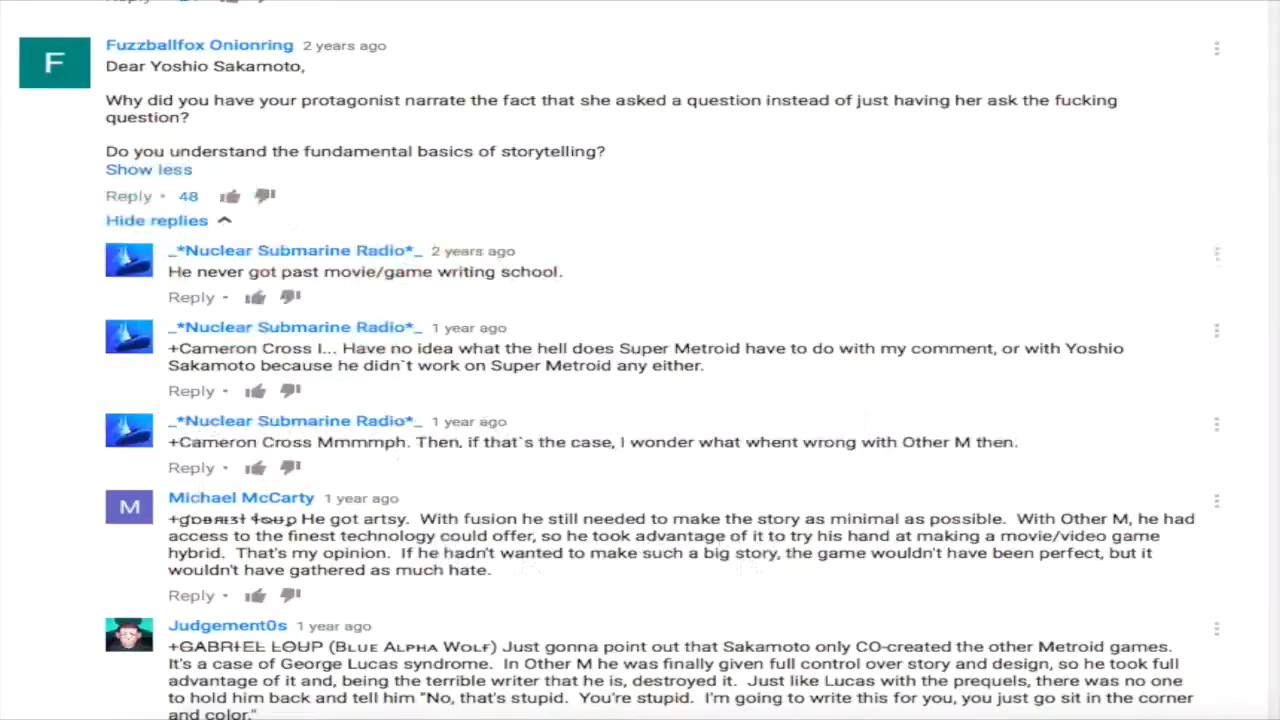 Reply
Fuzzballfox Onionring 2 years ago
F
Dear Yoshio Sakamoto,
Why did you have your protagonist narrate the fact that she asked a question instead of just having her ask the fucking
question?
Do you understand the fundamental basics of storytelling?
Show less
Reply • 48
Hide replies
_*Nuclear Submarine Radio*_ 2 years ago
He never got past movie/game writing school.
Reply •
_*Nuclear Submarine Radio*_ 1 year ago
+Cameron Cross I... Have no idea what the hell does Super Metroid have to do with my comment, or with Yoshio
Sakamoto because he didn`t work on Super Metroid any either.
Reply •
_*Nuclear Submarine Radio*_ 1 year ago
+Cameron Cross Mmmmph. Then, if that`s the case, I wonder what whent wrong with Other M then.
Reply •
M
Michael McCarty 1 year ago
He got artsy. With fusion he still needed to make the story as minimal as possible. With Other M, he had
access to the finest technology could offer, so he took advantage of it to try his hand at making a movie/video game
hybrid. That's my opinion. If he hadn't wanted to make such a big story, the game wouldn't have been perfect, but it
wouldn't have gathered as much hate.
Reply •
Judgement0s 1 year ago
+GABRIEL LOUP (Blue Alpha Wolf) Just gonna point out that Sakamoto only CO-created the other Metroid games.
It's a case of George Lucas syndrome. In Other M he was finally given full control over story and design, so he took full
advantage of it and, being the terrible writer that he is, destroyed it. Just like Lucas with the prequels, there was no one
to hold him back and tell him "No, that's stupid. You're stupid. I'm going to write this for you, you just go sit in the corner
and color."